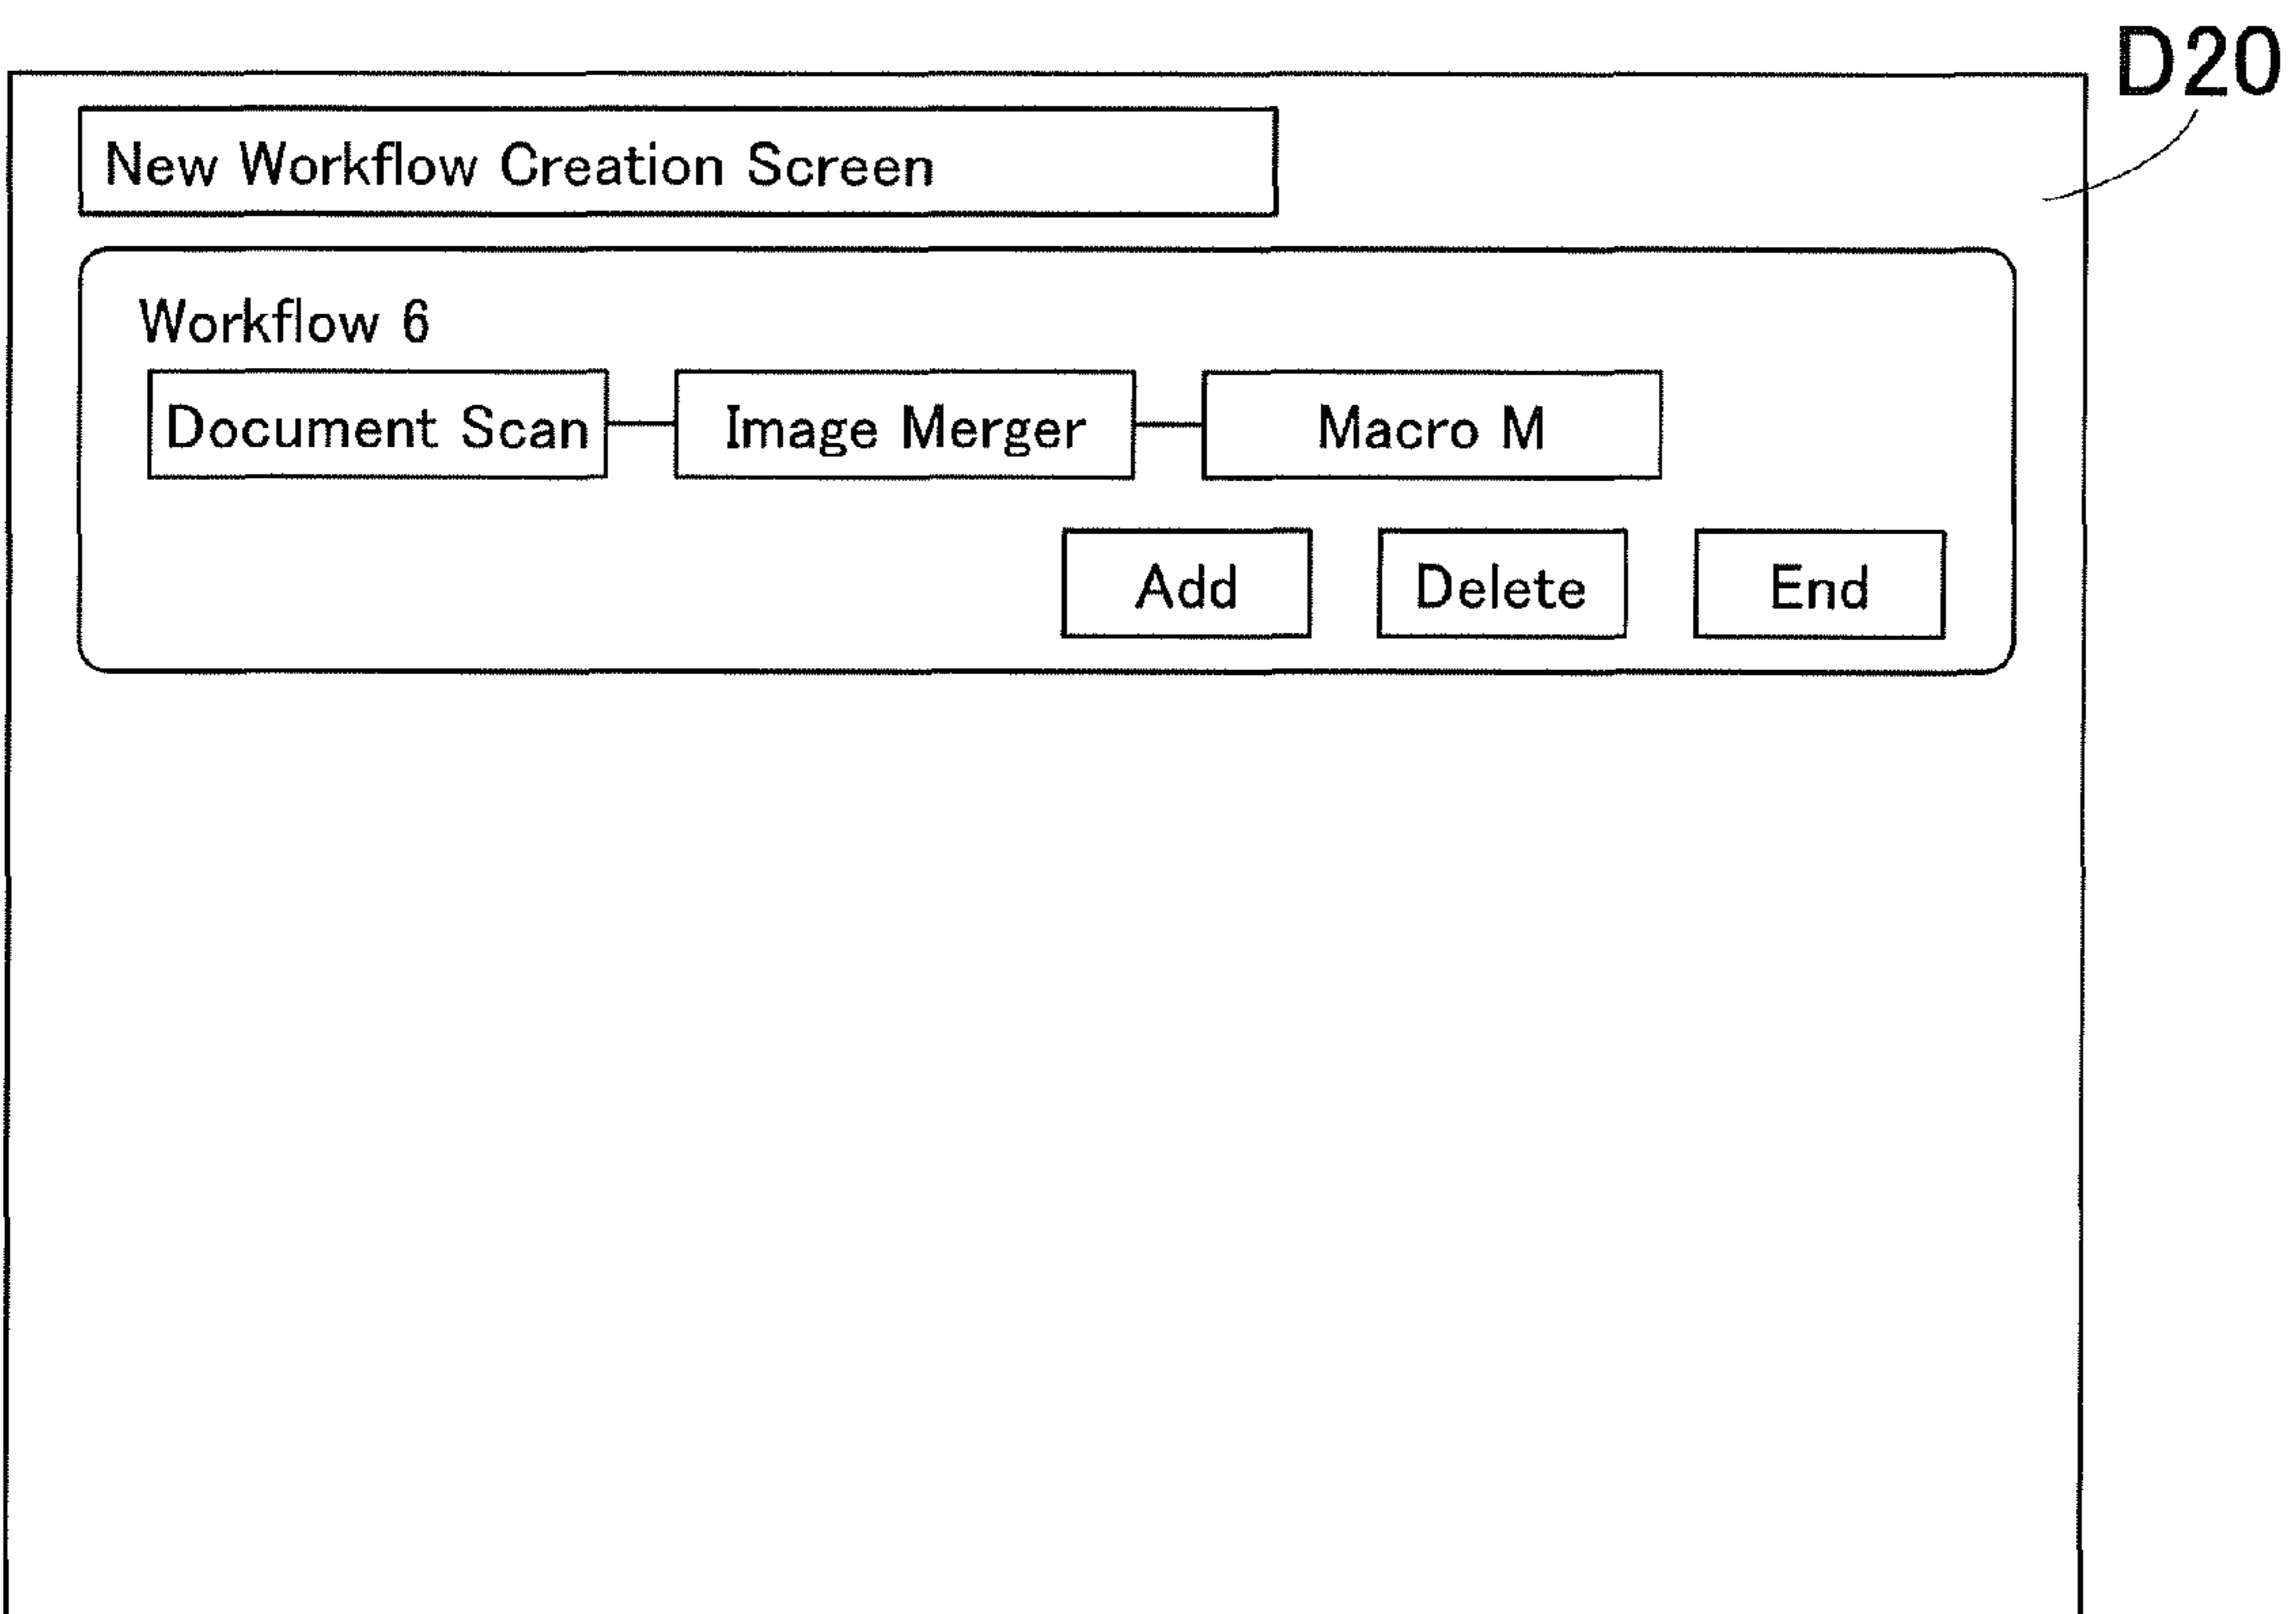 D20
New Workflow Creation Screen
Workflow 6
Document Scan Image Merger Macro M
Add Delete End